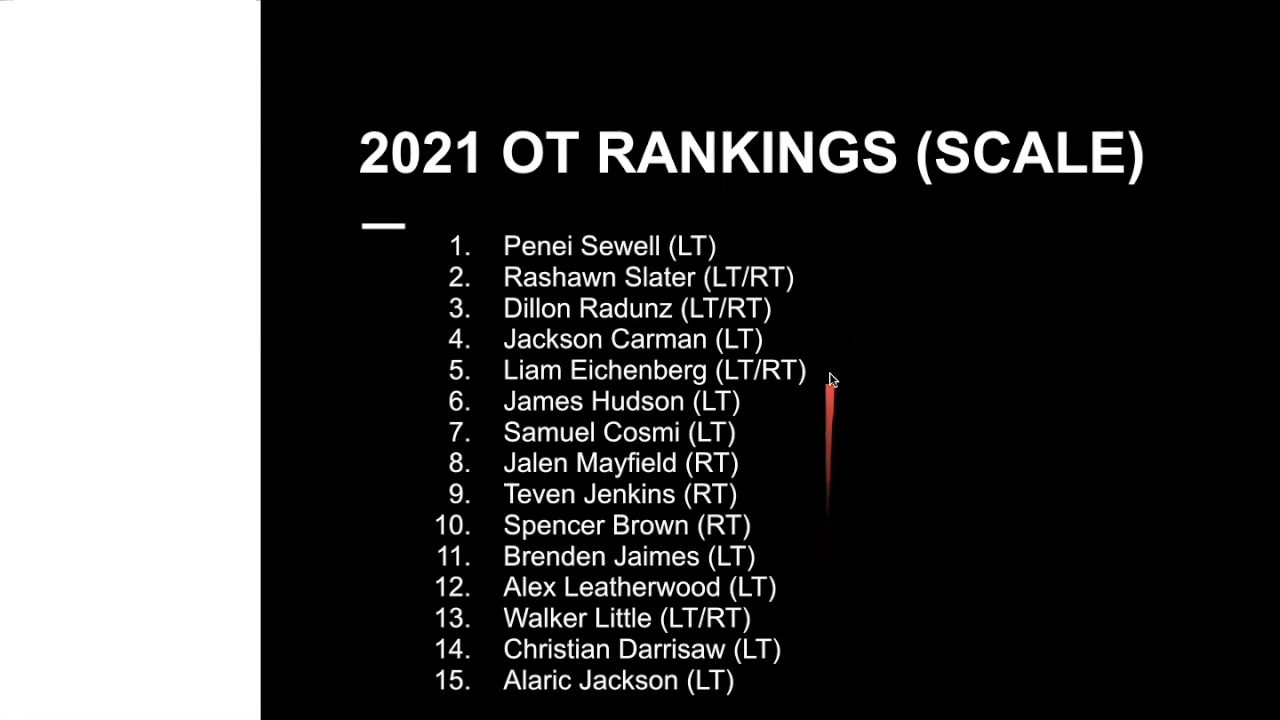 2021 OT RANKINGS (SCALE)
1. Penei Sewell (LT)
2. Rashawn Slater (LT/RT)
3. Dillon Radunz (LT/RT)
4. Jackson Carman (LT)
5. Liam Eichenberg (LT/RT)
6. James Hudson (LT)
7. Samuel Cosmi (LT)
8. Jalen Mayfield (RT)
9. Teven Jenkins (RT)
10. Spencer Brown (RT)
11. Brenden Jaimes (LT)
12. Alex Leatherwood (LT)
13. Walker Little (LT/RT)
14. Christian Darrisaw (LT)
15. Alaric Jackson (LT)